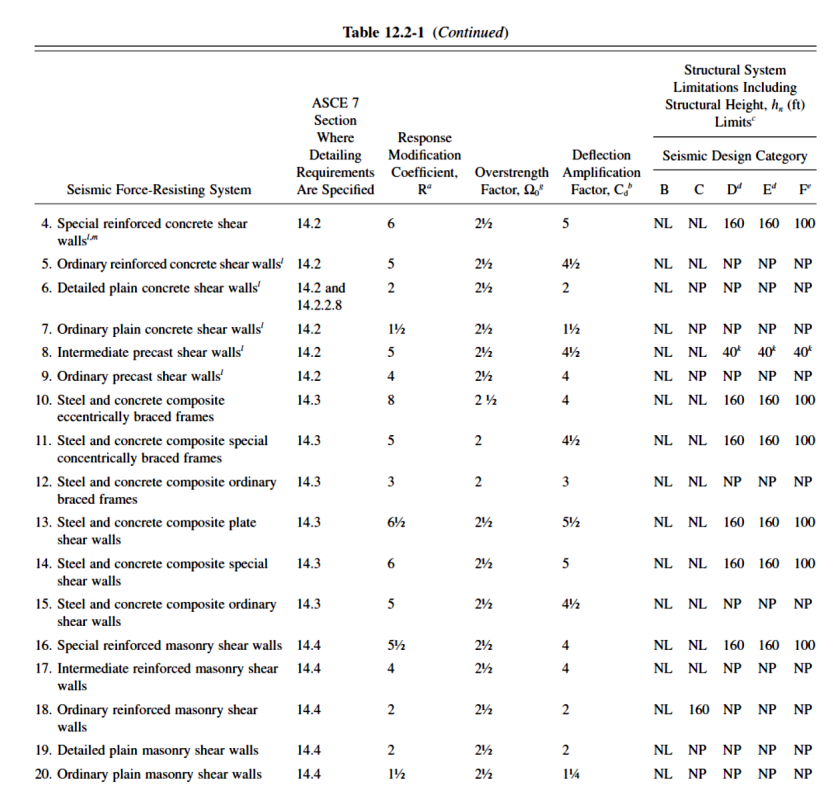 Table 12.2-1 (Continued)
Structural System
Limitations Including
Structural Height, hn (ft)
Limitsᶜ
ASCE 7
Section
Where
Detailing
Requirements
Are Specified
Response
Modification
Coefficient,
Rᵃ
Overstrength
Factor, Ω₀ᵍ
Deflection
Amplification
Factor, Cdᵇ
Seismic Design Category
Seismic Force-Resisting System
B C Dᵈ Eᵈ Fᵉ
4. Special reinforced concrete shear 14.2 6 2½ 5 NL NL 160 160 100
wallsˡ,ᵐ
5. Ordinary reinforced concrete shear wallsˡ 14.2 5 2½ 4½ NL NL NP NP NP
6. Detailed plain concrete shear wallsˡ 14.2 and 2 2½ 2 NL NP NP NP NP
14.2.2.8
7. Ordinary plain concrete shear wallsˡ 14.2 1½ 2½ 1½ NL NP NP NP NP
8. Intermediate precast shear wallsˡ 14.2 5 2½ 4½ NL NL 40ᵏ 40ᵏ 40ᵏ
9. Ordinary precast shear wallsˡ 14.2 4 2½ 4 NL NP NP NP NP
10. Steel and concrete composite 14.3 8 2 ½ 4 NL NL 160 160 100
eccentrically braced frames
11. Steel and concrete composite special 14.3 5 2 4½ NL NL 160 160 100
concentrically braced frames
12. Steel and concrete composite ordinary 14.3 3 2 3 NL NL NP NP NP
braced frames
13. Steel and concrete composite plate 14.3 6½ 2½ 5½ NL NL 160 160 100
shear walls
14. Steel and concrete composite special 14.3 6 2½ 5 NL NL 160 160 100
shear walls
15. Steel and concrete composite ordinary 14.3 5 2½ 4½ NL NL NP NP NP
shear walls
16. Special reinforced masonry shear walls 14.4 5½ 2½ 4 NL NL 160 160 100
17. Intermediate reinforced masonry shear 14.4 4 2½ 4 NL NL NP NP NP
walls
18. Ordinary reinforced masonry shear 14.4 2 2½ 2 NL 160 NP NP NP
walls
19. Detailed plain masonry shear walls 14.4 2 2½ 2 NL NP NP NP NP
20. Ordinary plain masonry shear walls 14.4 1½ 2½ 1¼ NL NP NP NP NP